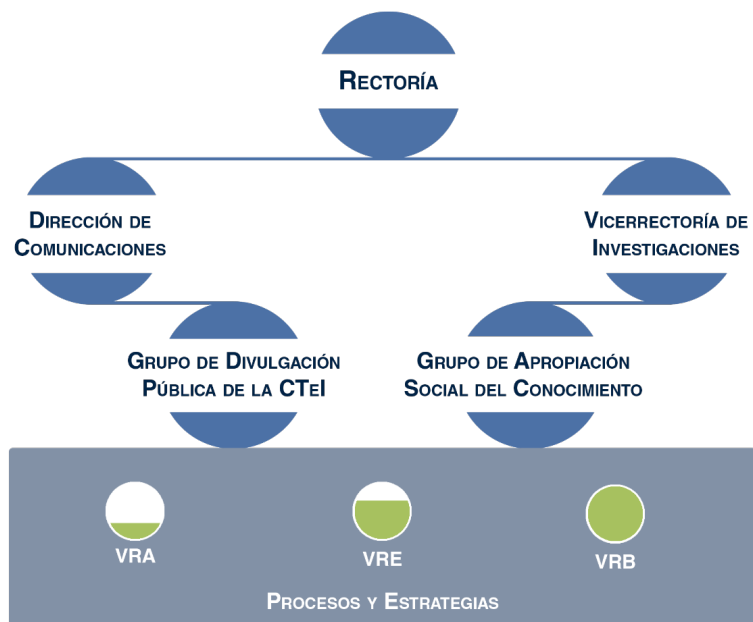 Rectoría
Dirección de
Comunicaciones
Vicerrectoría de
Investigaciones
Grupo de Divulgación
Pública de la CTeI
Grupo de Apropiación
Social del Conocimiento
VRA
VRE
VRB
Procesos y Estrategias